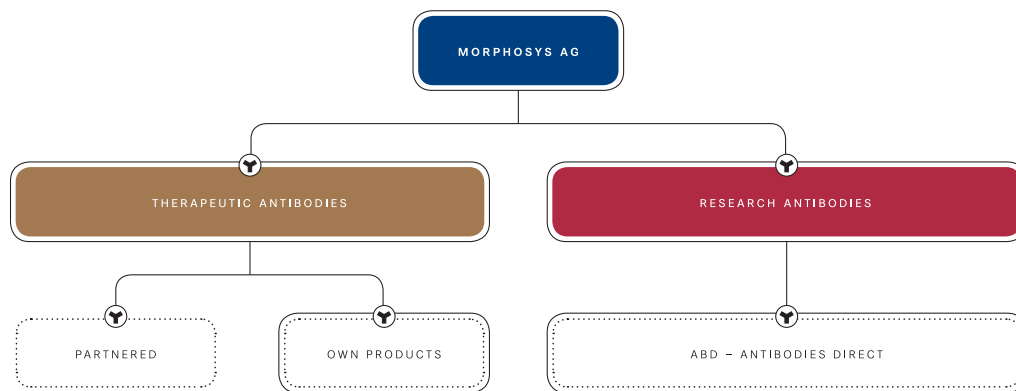 MORPHOSYS AG
THERAPEUTIC ANTIBODIES
RESEARCH ANTIBODIES
PARTNERED
OWN PRODUCTS
ABD – ANTIBODIES DIRECT